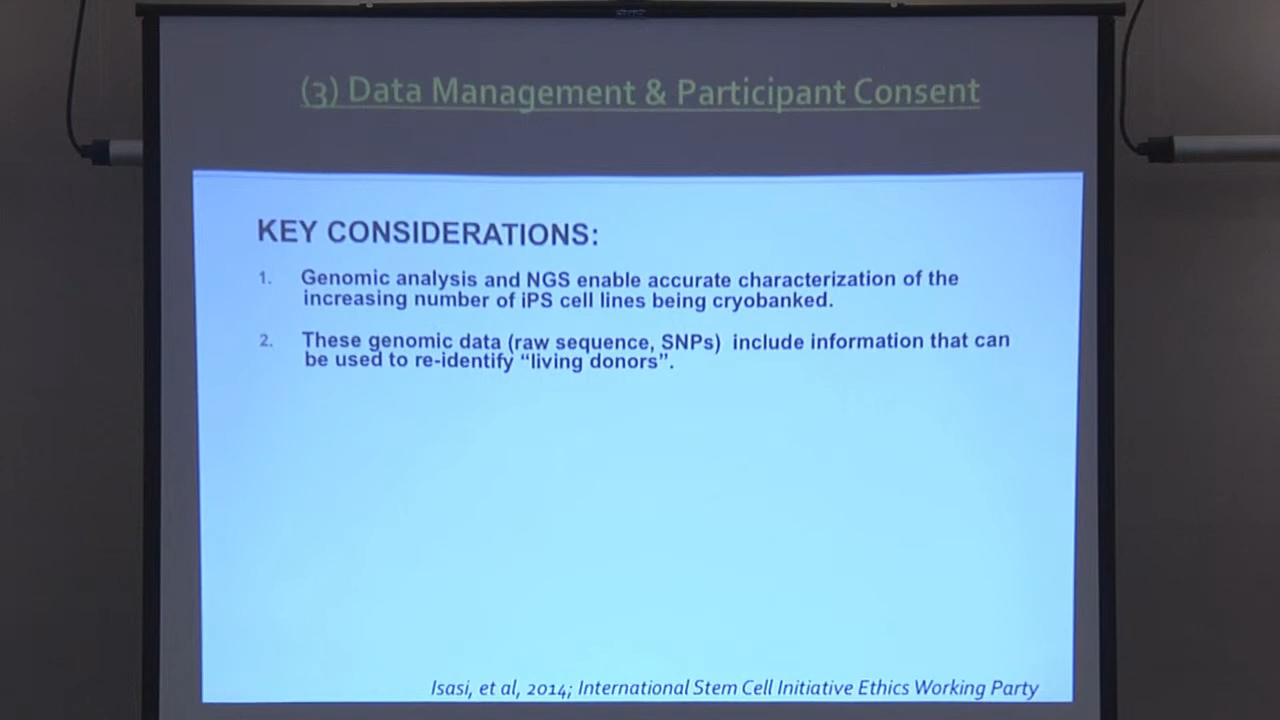 (3) Data Management & Participant Consent
KEY CONSIDERATIONS:
1. Genomic analysis and NGS enable accurate characterization of the
increasing number of iPS cell lines being cryobanked.
2. These genomic data (raw sequence, SNPs) include information that can
be used to re-identify “living donors”.
Isasi, et al, 2014; International Stem Cell Initiative Ethics Working Party